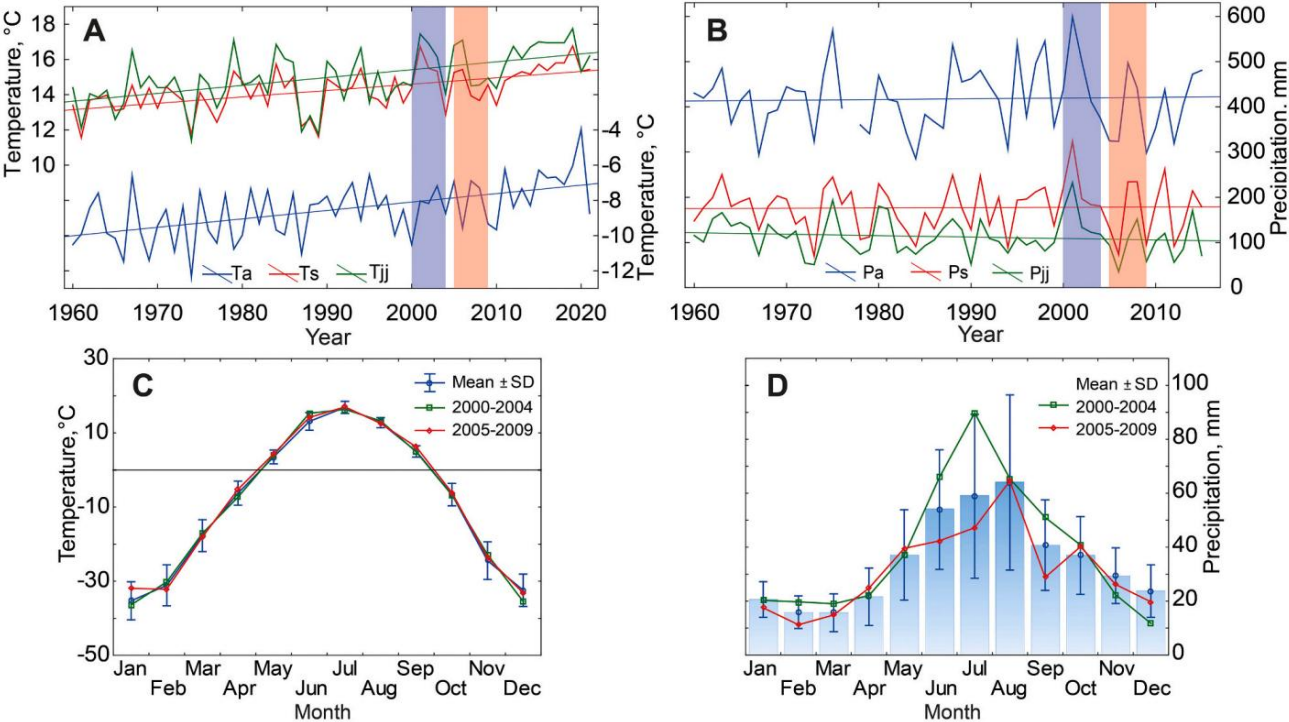 A
Temperature, °C
18
16
14
12
10
-4
-6
-8
-10
-12
Temperature, °C
Ta
Ts
Tjj
1960
1970
1980
1990
2000
2010
2020
Year
B
600
500
400
300
200
100
0
Precipitation. mm
Pa
Ps
Pjj
1960
1970
1980
1990
2000
2010
Year
C
Temperature,°C
30
10
-10
-30
-50
Mean ± SD
2000-2004
2005-2009
Jan
Feb
Mar
Apr
May
Jun
Jul
Aug
Sep
Oct
Nov
Dec
Month
D
Mean ± SD
2000-2004
2005-2009
100
80
60
40
20
0
Precipitation, mm
Jan
Feb
Mar
Apr
May
Jun
Jul
Aug
Sep
Oct
Nov
Dec
Month